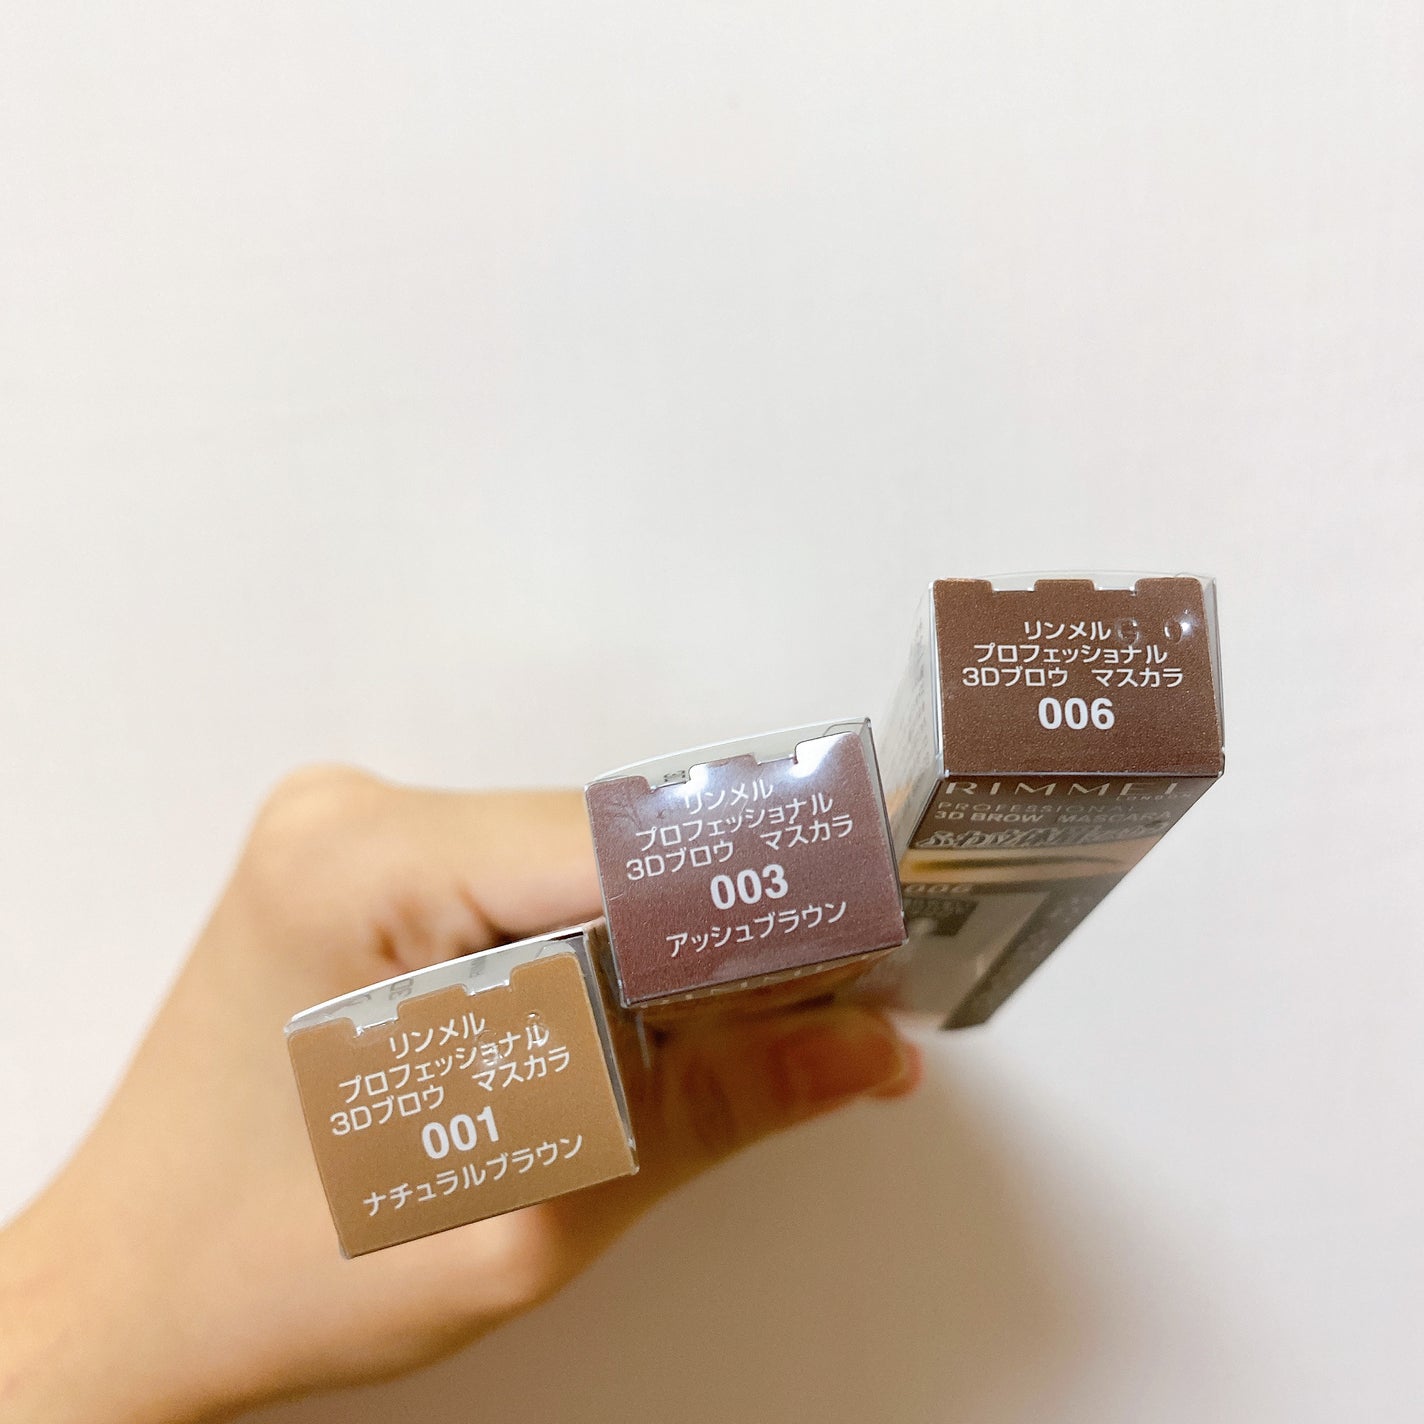 リンメル
プロフェッショナル
3Dブロウ マスカラ
001
ナチュラルブラウン
リンメル
プロフェッショナル
3Dブロウ マスカラ
003
アッシュブラウン
リンメル
プロフェッショナル
3Dブロウ マスカラ
006
RIMMEL
LONDON
PROFESSIONAL
3D BROW MASCARA
006